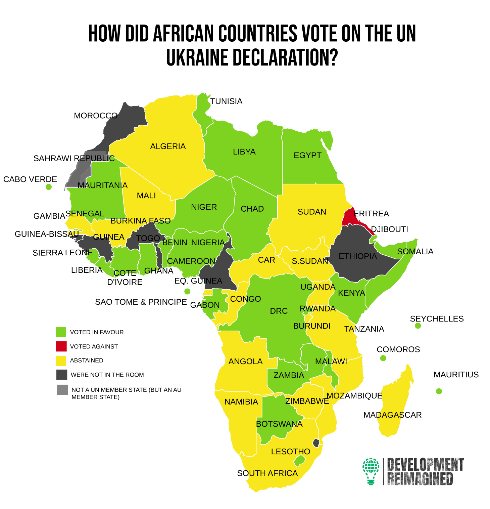 HOW DID AFRICAN COUNTRIES VOTE ON THE UN
UKRAINE DECLARATION?
TUNISIA
MOROCCO
ALGERIA
LIBYA
EGYPT
SAHRAWI REPUBLIC
CABO VERDE
MAURITANIA
MALI
NIGER
CHAD
SUDAN
ERITREA
GAMBIA
SENEGAL
BURKINA FASO
DJIBOUTI
GUINEA-BISSAU
GUINEA
TOGO
BENIN
NIGERIA
SIERRA LEONE
ETHIOPIA
SOMALIA
CAMEROON
CAR
S.SUDAN
LIBERIA
COTE
D'IVOIRE
GHANA
EQ. GUINEA
UGANDA
KENYA
SAO TOME & PRINCIPE
GABON
CONGO
DRC
RWANDA
SEYCHELLES
BURUNDI
TANZANIA
VOTED IN FAVOUR
VOTED AGAINST
ABSTAINED
WERE NOT IN THE ROOM
NOT A UN MEMBER STATE (BUT AN AU
MEMBER STATE)
COMOROS
ANGOLA
MALAWI
ZAMBIA
MAURITIUS
NAMIBIA
ZIMBABWE
MOZAMBIQUE
MADAGASCAR
BOTSWANA
LESOTHO
SOUTH AFRICA
DEVELOPMENT
REIMAGINED